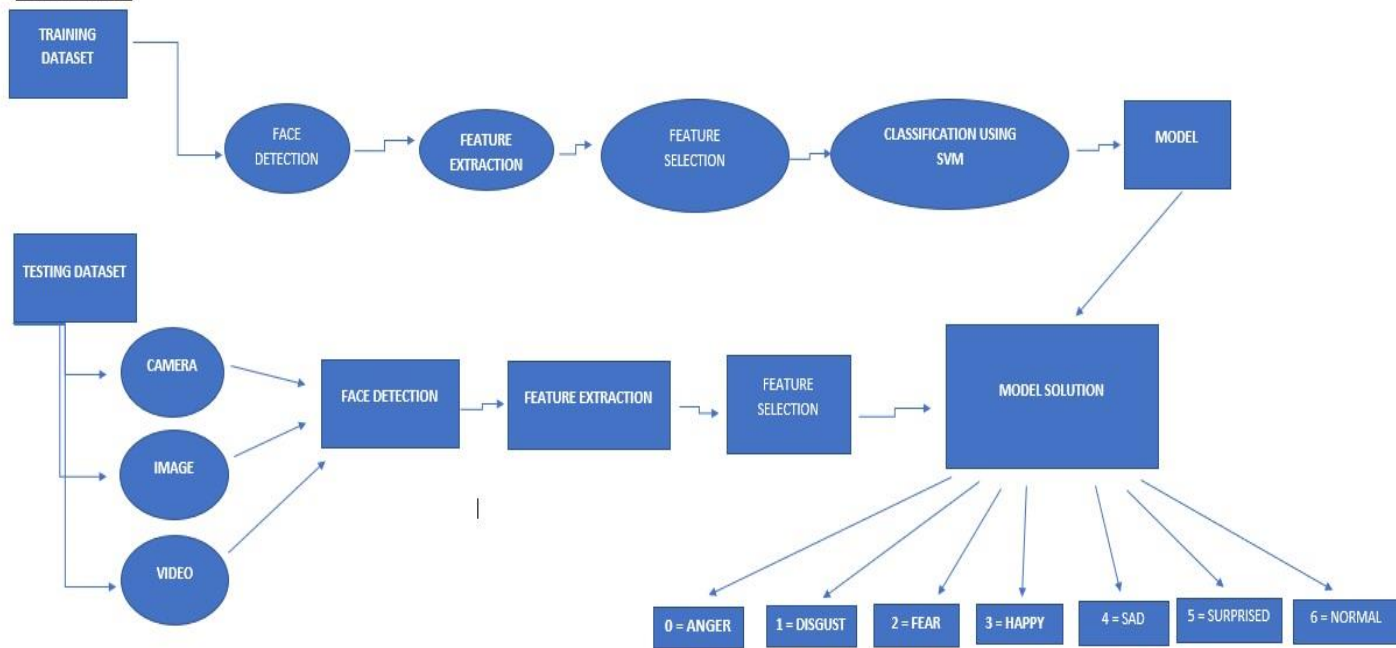 TRAINING
DATASET
FACE
DETECTION
FEATURE
EXTRACTION
FEATURE
SELECTION
CLASSIFICATION USING
SVM
MODEL
TESTING DATASET
CAMERA
IMAGE
VIDEO
FACE DETECTION
FEATURE EXTRACTION
FEATURE
SELECTION
MODEL SOLUTION
0 = ANGER
1 = DISGUST
2 = FEAR
3 = HAPPY
4 = SAD
5 = SURPRISED
6 = NORMAL